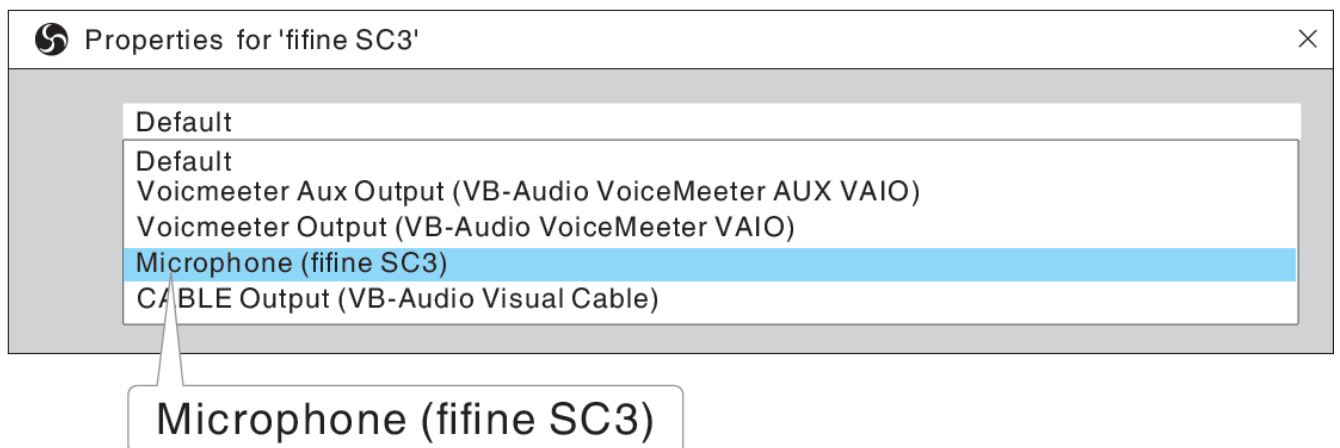 Properties for 'fifine SC3'
Default
Default
Voicmeeter Aux Output (VB-Audio VoiceMeeter AUX VAIO)
Voicmeeter Output (VB-Audio VoiceMeeter VAIO)
Microphone (fifine SC3)
CABLE Output (VB-Audio Visual Cable)
Microphone (fifine SC3)